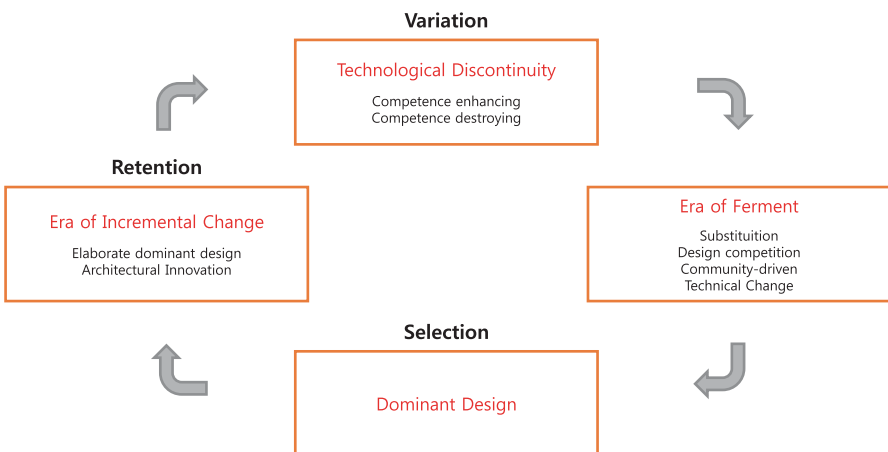 Variation
Technological Discontinuity
Competence enhancing
Competence destroying
Retention
Era of Incremental Change
Elaborate dominant design
Architectural Innovation
Era of Ferment
Substituition
Design competition
Community-driven
Technical Change
Selection
Dominant Design